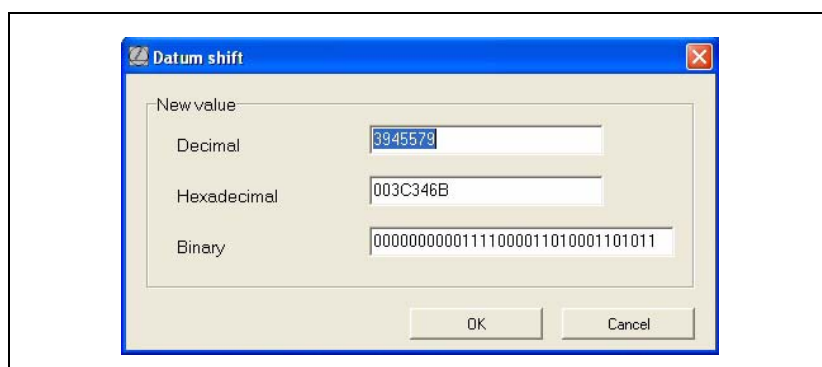 Datum shift
New value
Decimal 3945579
Hexadecimal 003C346B
Binary 00000000001111000011010001101011
OK Cancel